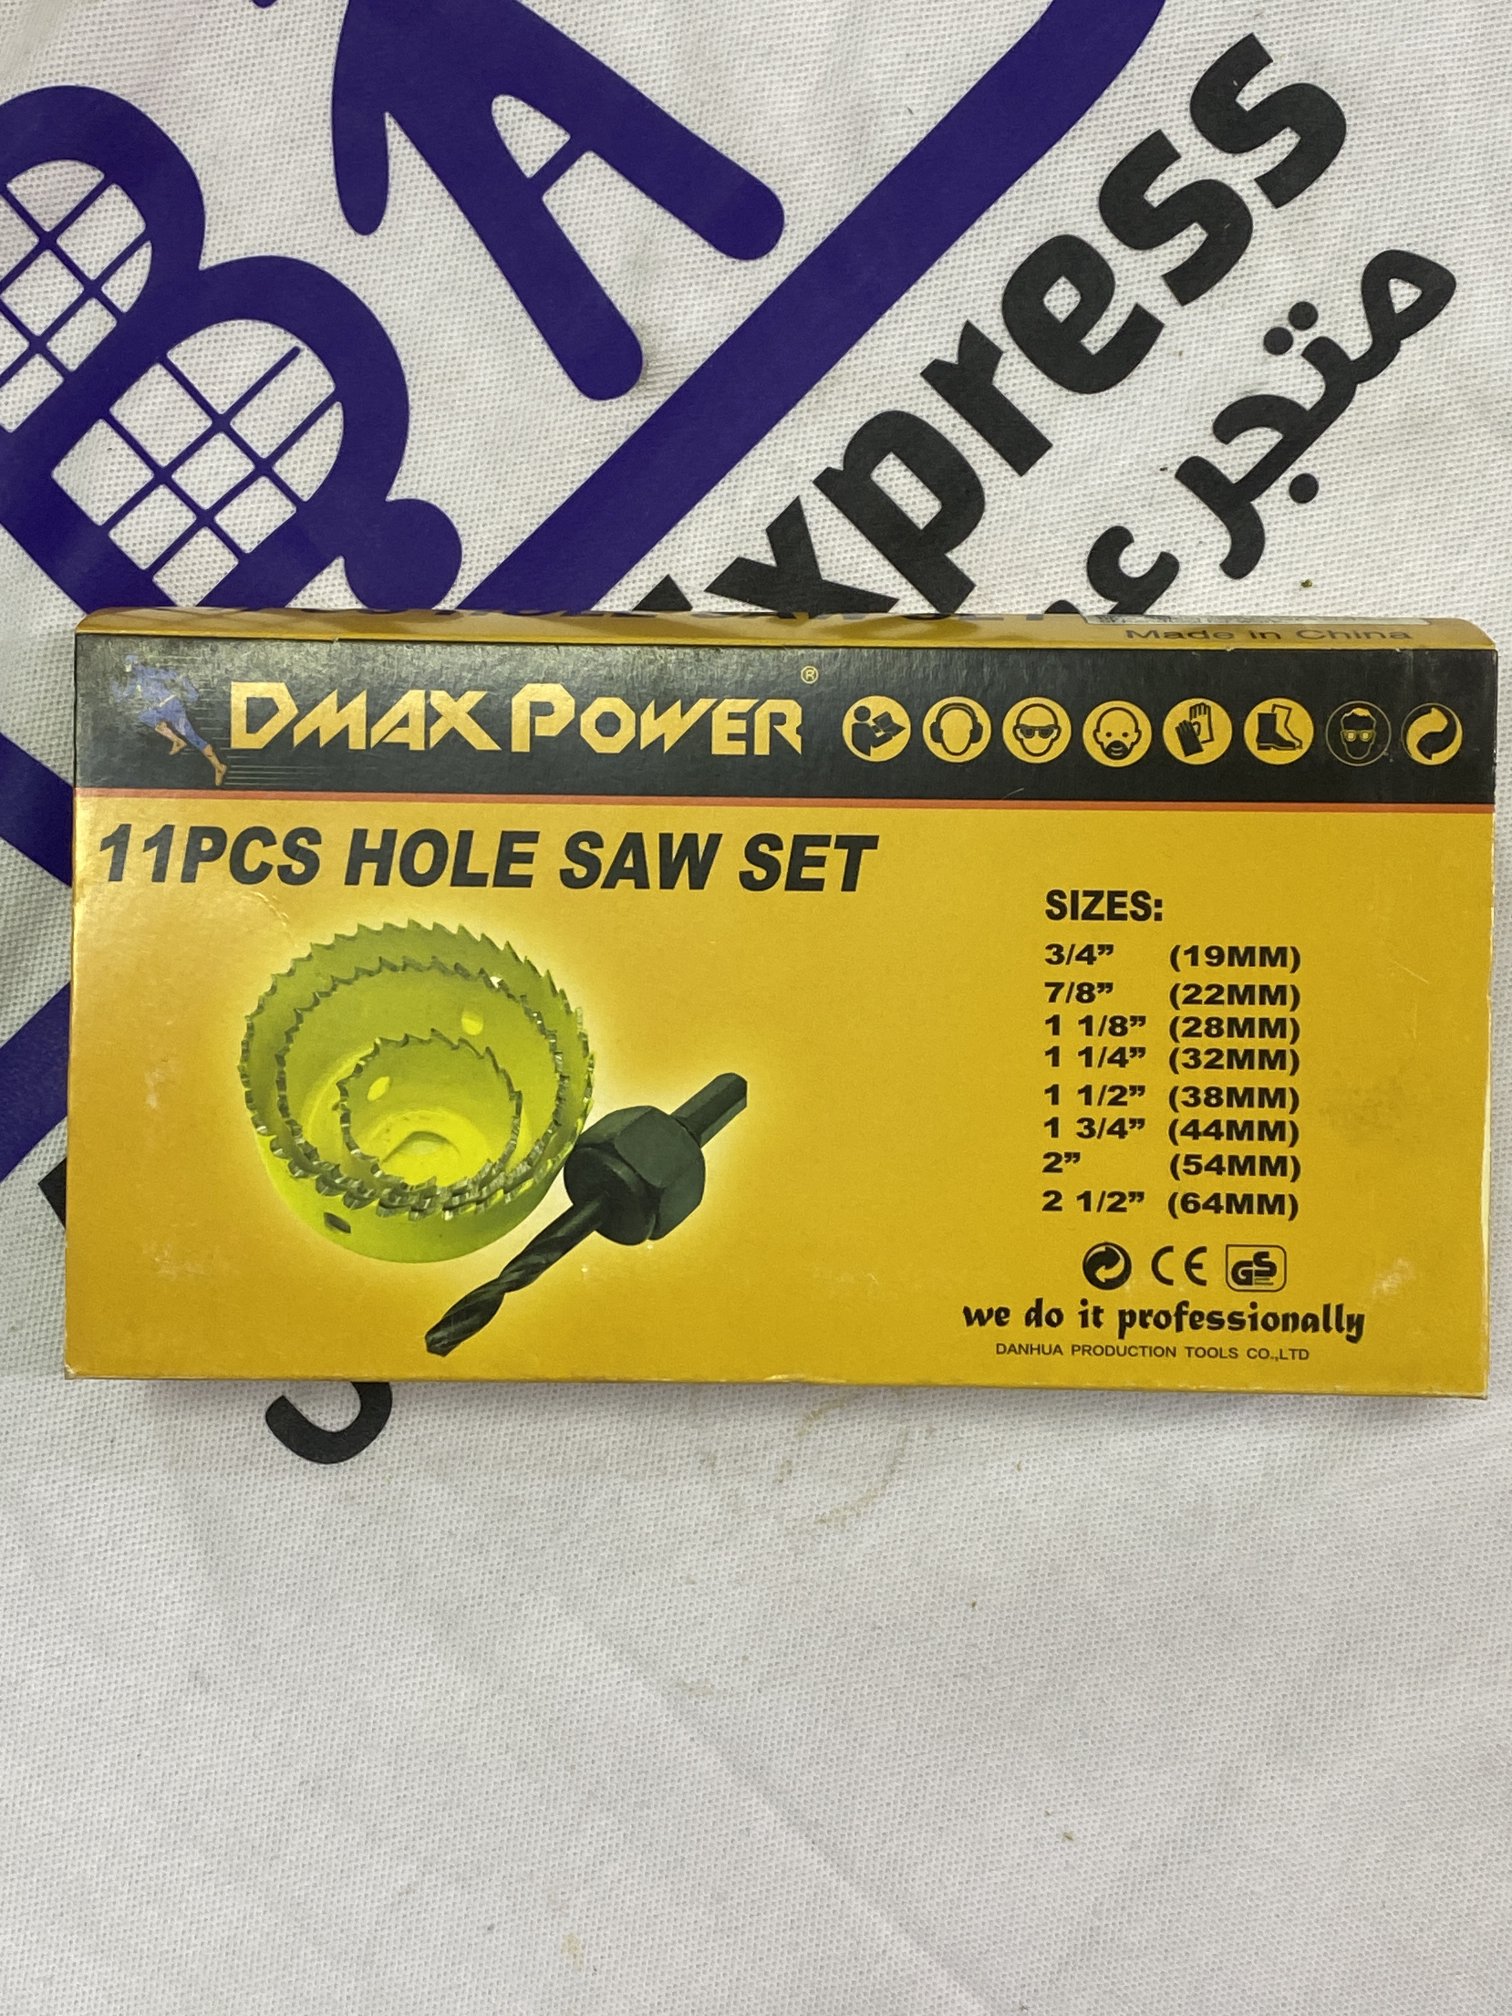 Express
متجر
Made in China
DMAX POWER®
11PCS HOLE SAW SET
SIZES:
3/4” (19MM)
7/8” (22MM)
1 1/8” (28MM)
1 1/4” (32MM)
1 1/2” (38MM)
1 3/4” (44MM)
2” (54MM)
2 1/2” (64MM)
CE GS
we do it professionally
DANHUA PRODUCTION TOOLS CO.,LTD